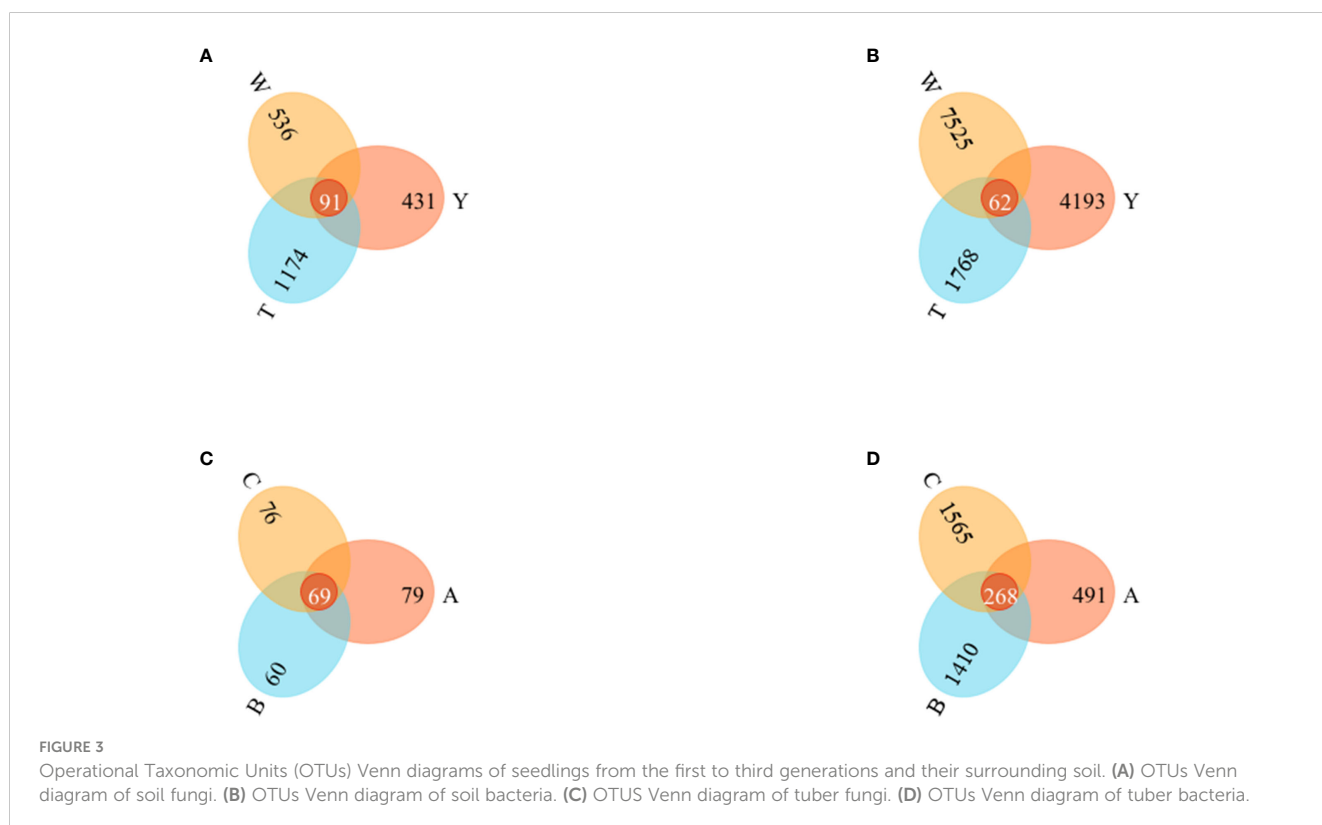 A
W
536
91
431 Y
1174
T
B
W
7525
62
4193 Y
1768
T
C
C
76
69
79 A
60
B
D
C
1565
268
491 A
1410
B
FIGURE 3
Operational Taxonomic Units (OTUs) Venn diagrams of seedlings from the first to third generations and their surrounding soil. (A) OTUs Venn
diagram of soil fungi. (B) OTUs Venn diagram of soil bacteria. (C) OTUS Venn diagram of tuber fungi. (D) OTUs Venn diagram of tuber bacteria.